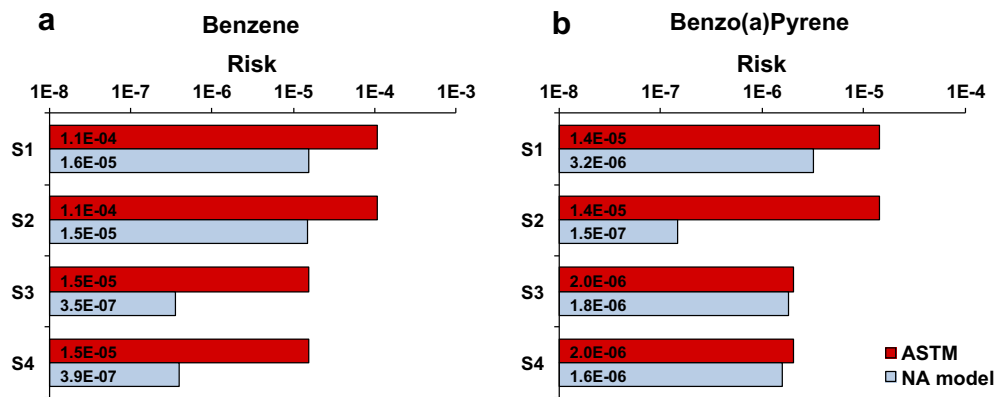 a
Benzene
Risk
1E-8 1E-7 1E-6 1E-5 1E-4 1E-3
S1
1.1E-04
1.6E-05
S2
1.1E-04
1.5E-05
S3
1.5E-05
3.5E-07
S4
1.5E-05
3.9E-07
b
Benzo(a)Pyrene
Risk
1E-8 1E-7 1E-6 1E-5 1E-4
S1
1.4E-05
3.2E-06
S2
1.4E-05
1.5E-07
S3
2.0E-06
1.8E-06
S4
2.0E-06
1.6E-06
ASTM
NA model